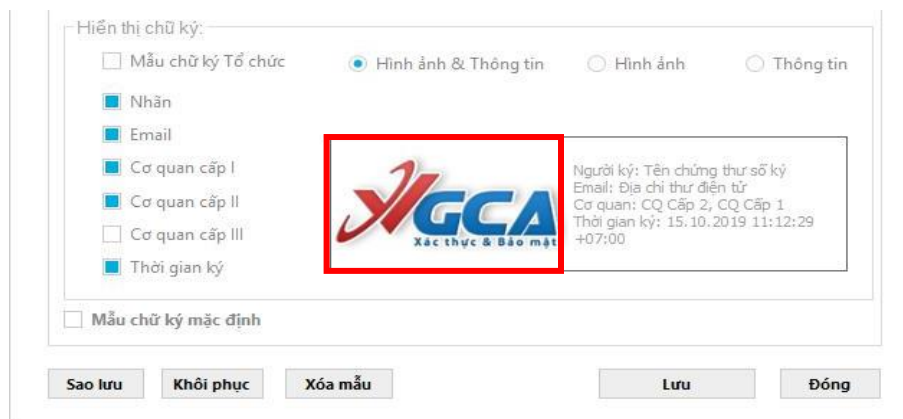 Hiển thị chữ ký:
Mẫu chữ ký Tổ chức
Hình ảnh & Thông tin
Hình ảnh
Thông tin
Nhãn
Email
Cơ quan cấp I
Cơ quan cấp II
Cơ quan cấp III
Thời gian ký
GCA
Xác thực & Bảo mật
Người ký: Tên chứng thư số ký
Email: Địa chỉ thư điện tử
Cơ quan: CQ Cấp 2, CQ Cấp 1
Thời gian ký: 15.10.2019 11:12:29
+07:00
Mẫu chữ ký mặc định
Sao lưu
Khôi phục
Xóa mẫu
Lưu
Đóng